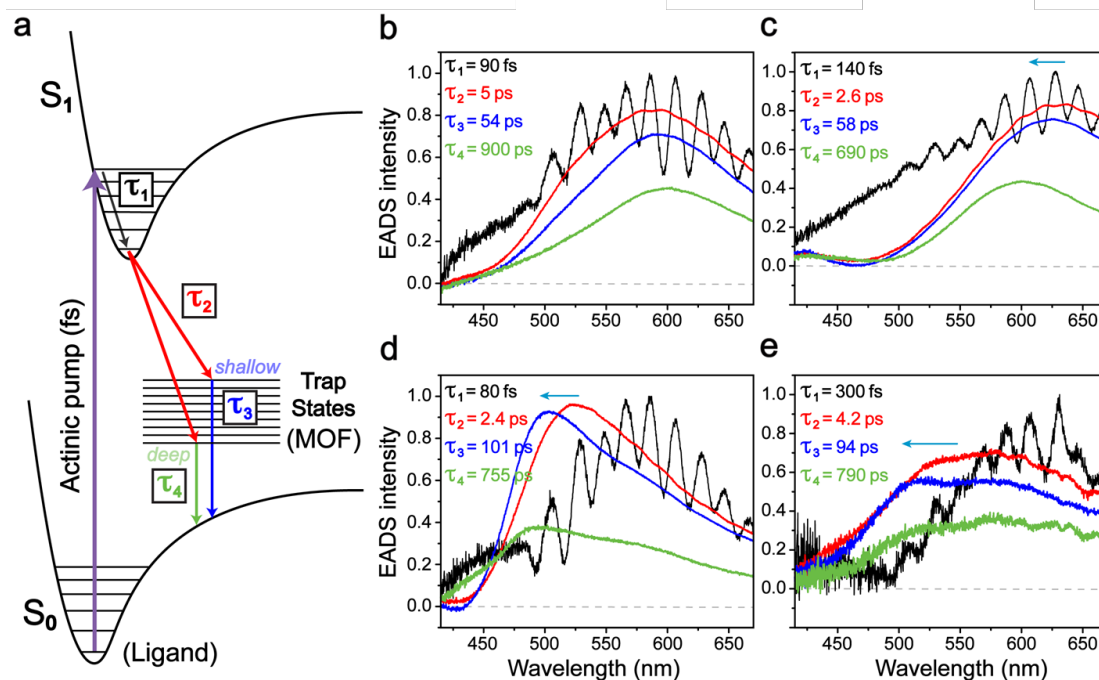 a
S1
τ1
Actinic pump (fs)
τ2
shallow
τ3
Trap
States
(MOF)
deep
τ4
S0
(Ligand)
b
τ1 = 90 fs
τ2 = 5 ps
τ3 = 54 ps
τ4 = 900 ps
EADS intensity
1.0
0.8
0.6
0.4
0.2
0.0
450 500 550 600 650
c
τ1 = 140 fs
τ2 = 2.6 ps
τ3 = 58 ps
τ4 = 690 ps
1.0
0.8
0.6
0.4
0.2
0.0
450 500 550 600 650
d
τ1 = 80 fs
τ2 = 2.4 ps
τ3 = 101 ps
τ4 = 755 ps
EADS intensity
1.0
0.8
0.6
0.4
0.2
0.0
450 500 550 600 650
Wavelength (nm)
e
τ1 = 300 fs
τ2 = 4.2 ps
τ3 = 94 ps
τ4 = 790 ps
1.0
0.8
0.6
0.4
0.2
0.0
450 500 550 600 650
Wavelength (nm)